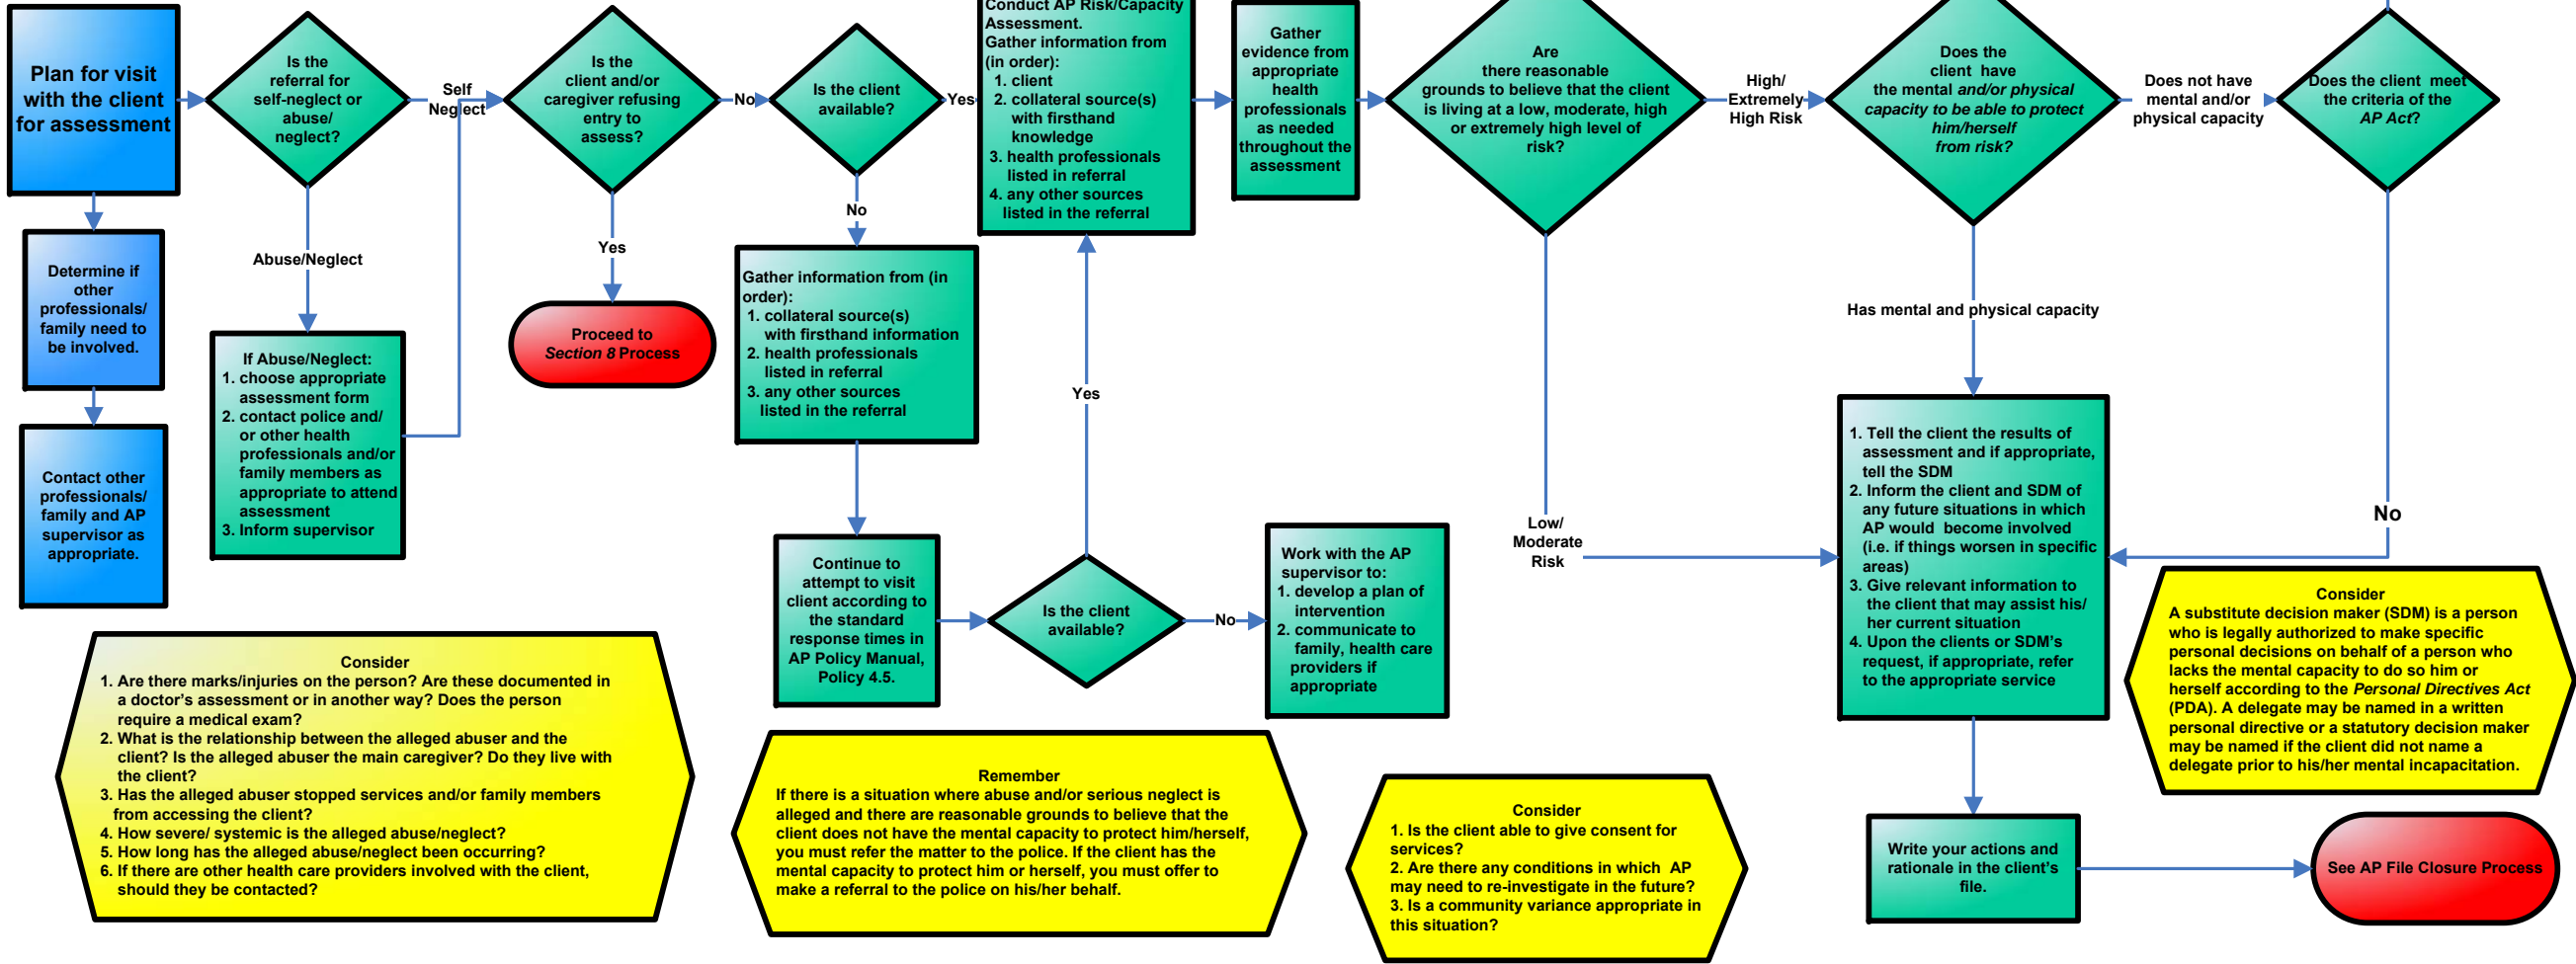 Plan for visit
with the client
for assessment
Determine if
other
professionals/
family need to
be involved.
Contact other
professionals/
family and AP
supervisor as
appropriate.
Is the
referral for
self-neglect or
abuse/
neglect?
Self
Neglect
Abuse/Neglect
If Abuse/Neglect:
1. choose appropriate
assessment form
2. contact police and/
or other health
professionals and/or
family members as
appropriate to attend
assessment
3. Inform supervisor
Is the
client and/or
caregiver refusing
entry to
assess?
No
Yes
Proceed to
Section 8 Process
Is the client
available?
Yes
No
Gather information from (in
order):
1. collateral source(s)
with firsthand information
2. health professionals
listed in referral
3. any other sources
listed in the referral
Continue to
attempt to visit
client according to
the standard
response times in
AP Policy Manual,
Policy 4.5.
Is the client
available?
Yes
No
Work with the AP
supervisor to:
1. develop a plan of
intervention
2. communicate to
family, health care
providers if
appropriate
Conduct AP Risk/Capacity
Assessment.
Gather information from
(in order):
1. client
2. collateral source(s)
with firsthand
knowledge
3. health professionals
listed in referral
4. any other sources
listed in the referral
Gather
evidence from
appropriate
health
professionals
as needed
throughout the
assessment
Are
there reasonable
grounds to believe that the client
is living at a low, moderate, high
or extremely high level of
risk?
High/
Extremely
High Risk
Low/
Moderate
Risk
Does the
client have
the mental and/or physical
capacity to be able to protect
him/herself
from risk?
Does not have
mental and/or
physical capacity
Has mental and physical capacity
Does the client meet
the criteria of the
AP Act?
No
1. Tell the client the results of
assessment and if appropriate,
tell the SDM
2. Inform the client and SDM of
any future situations in which
AP would become involved
(i.e. if things worsen in specific
areas)
3. Give relevant information to
the client that may assist his/
her current situation
4. Upon the clients or SDM's
request, if appropriate, refer
to the appropriate service
Write your actions and
rationale in the client's
file.
See AP File Closure Process
Consider
1. Are there marks/injuries on the person? Are these documented in
a doctor's assessment or in another way? Does the person
require a medical exam?
2. What is the relationship between the alleged abuser and the
client? Is the alleged abuser the main caregiver? Do they live with
the client?
3. Has the alleged abuser stopped services and/or family members
from accessing the client?
4. How severe/ systemic is the alleged abuse/neglect?
5. How long has the alleged abuse/neglect been occurring?
6. If there are other health care providers involved with the client,
should they be contacted?
Remember
If there is a situation where abuse and/or serious neglect is
alleged and there are reasonable grounds to believe that the
client does not have the mental capacity to protect him/herself,
you must refer the matter to the police. If the client has the
mental capacity to protect him or herself, you must offer to
make a referral to the police on his/her behalf.
Consider
1. Is the client able to give consent for
services?
2. Are there any conditions in which AP
may need to re-investigate in the future?
3. Is a community variance appropriate in
this situation?
Consider
A substitute decision maker (SDM) is a person
who is legally authorized to make specific
personal decisions on behalf of a person who
lacks the mental capacity to do so him or
herself according to the Personal Directives Act
(PDA). A delegate may be named in a written
personal directive or a statutory decision maker
may be named if the client did not name a
delegate prior to his/her mental incapacitation.